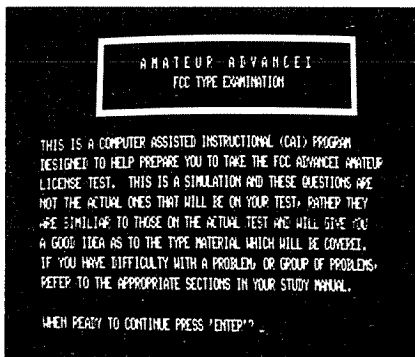 AMATEUR ADVANCED
FCC TYPE EXAMINATION
THIS IS A COMPUTER ASSISTED INSTRUCTIONAL (CAI) PROGRAM
DESIGNED TO HELP PREPARE YOU TO TAKE THE FCC ADVANCED AMATEUR
LICENSE TEST. THIS IS A SIMULATION AND THESE QUESTIONS ARE
NOT THE ACTUAL ONES THAT WILL BE ON YOUR TEST, RATHER THEY
ARE SIMILIAR TO THOSE ON THE ACTUAL TEST AND WILL GIVE YOU
A GOOD IDEA AS TO THE TYPE MATERIAL WHICH WILL BE COVERED.
IF YOU HAVE DIFFICULTY WITH A PROBLEM, OR GROUP OF PROBLEMS,
REFER TO THE APPROPRIATE SECTIONS IN YOUR STUDY MANUAL.
WHEN READY TO CONTINUE PRESS 'ENTER'? _